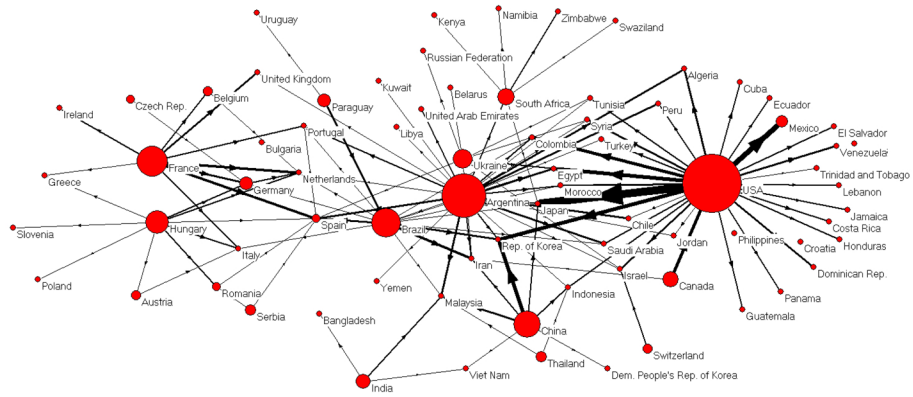 Uruguay
Kenya
Namibia
Zimbabwe
Swaziland
Russian Federation
United Kingdom
Kuwait
Belarus
Algeria
Cuba
Ecuador
Ireland
Czech Rep.
Belgium
Paraguay
South Africa
Tunisia
Peru
United Arab Emirates
Mexico
Portugal
Libya
Syria
El Salvador
Bulgaria
Colombia
Turkey
Venezuela
France
Netherlands
Ukraine
Egypt
Trinidad and Tobago
Greece
Germany
Morocco
USA
Lebanon
Argentina
Japan
Jamaica
Hungary
Spain
Brazil
Chile
Costa Rica
Slovenia
Italy
Rep. of Korea
Saudi Arabia
Jordan
Philippines
Croatia
Honduras
Iran
Israel
Canada
Dominican Rep.
Poland
Austria
Romania
Yemen
Malaysia
Indonesia
Panama
Serbia
Bangladesh
China
Guatemala
Thailand
Switzerland
India
Viet Nam
Dem. People's Rep. of Korea